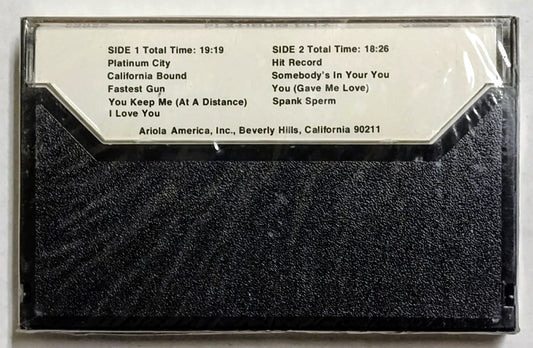 SIDE 1 Total Time: 19:19
Platinum City
California Bound
Fastest Gun
You Keep Me (At A Distance)
I Love You
SIDE 2 Total Time: 18:26
Hit Record
Somebody's In Your You
You (Gave Me Love)
Spank Sperm
Ariola America, Inc., Beverly Hills, California 90211